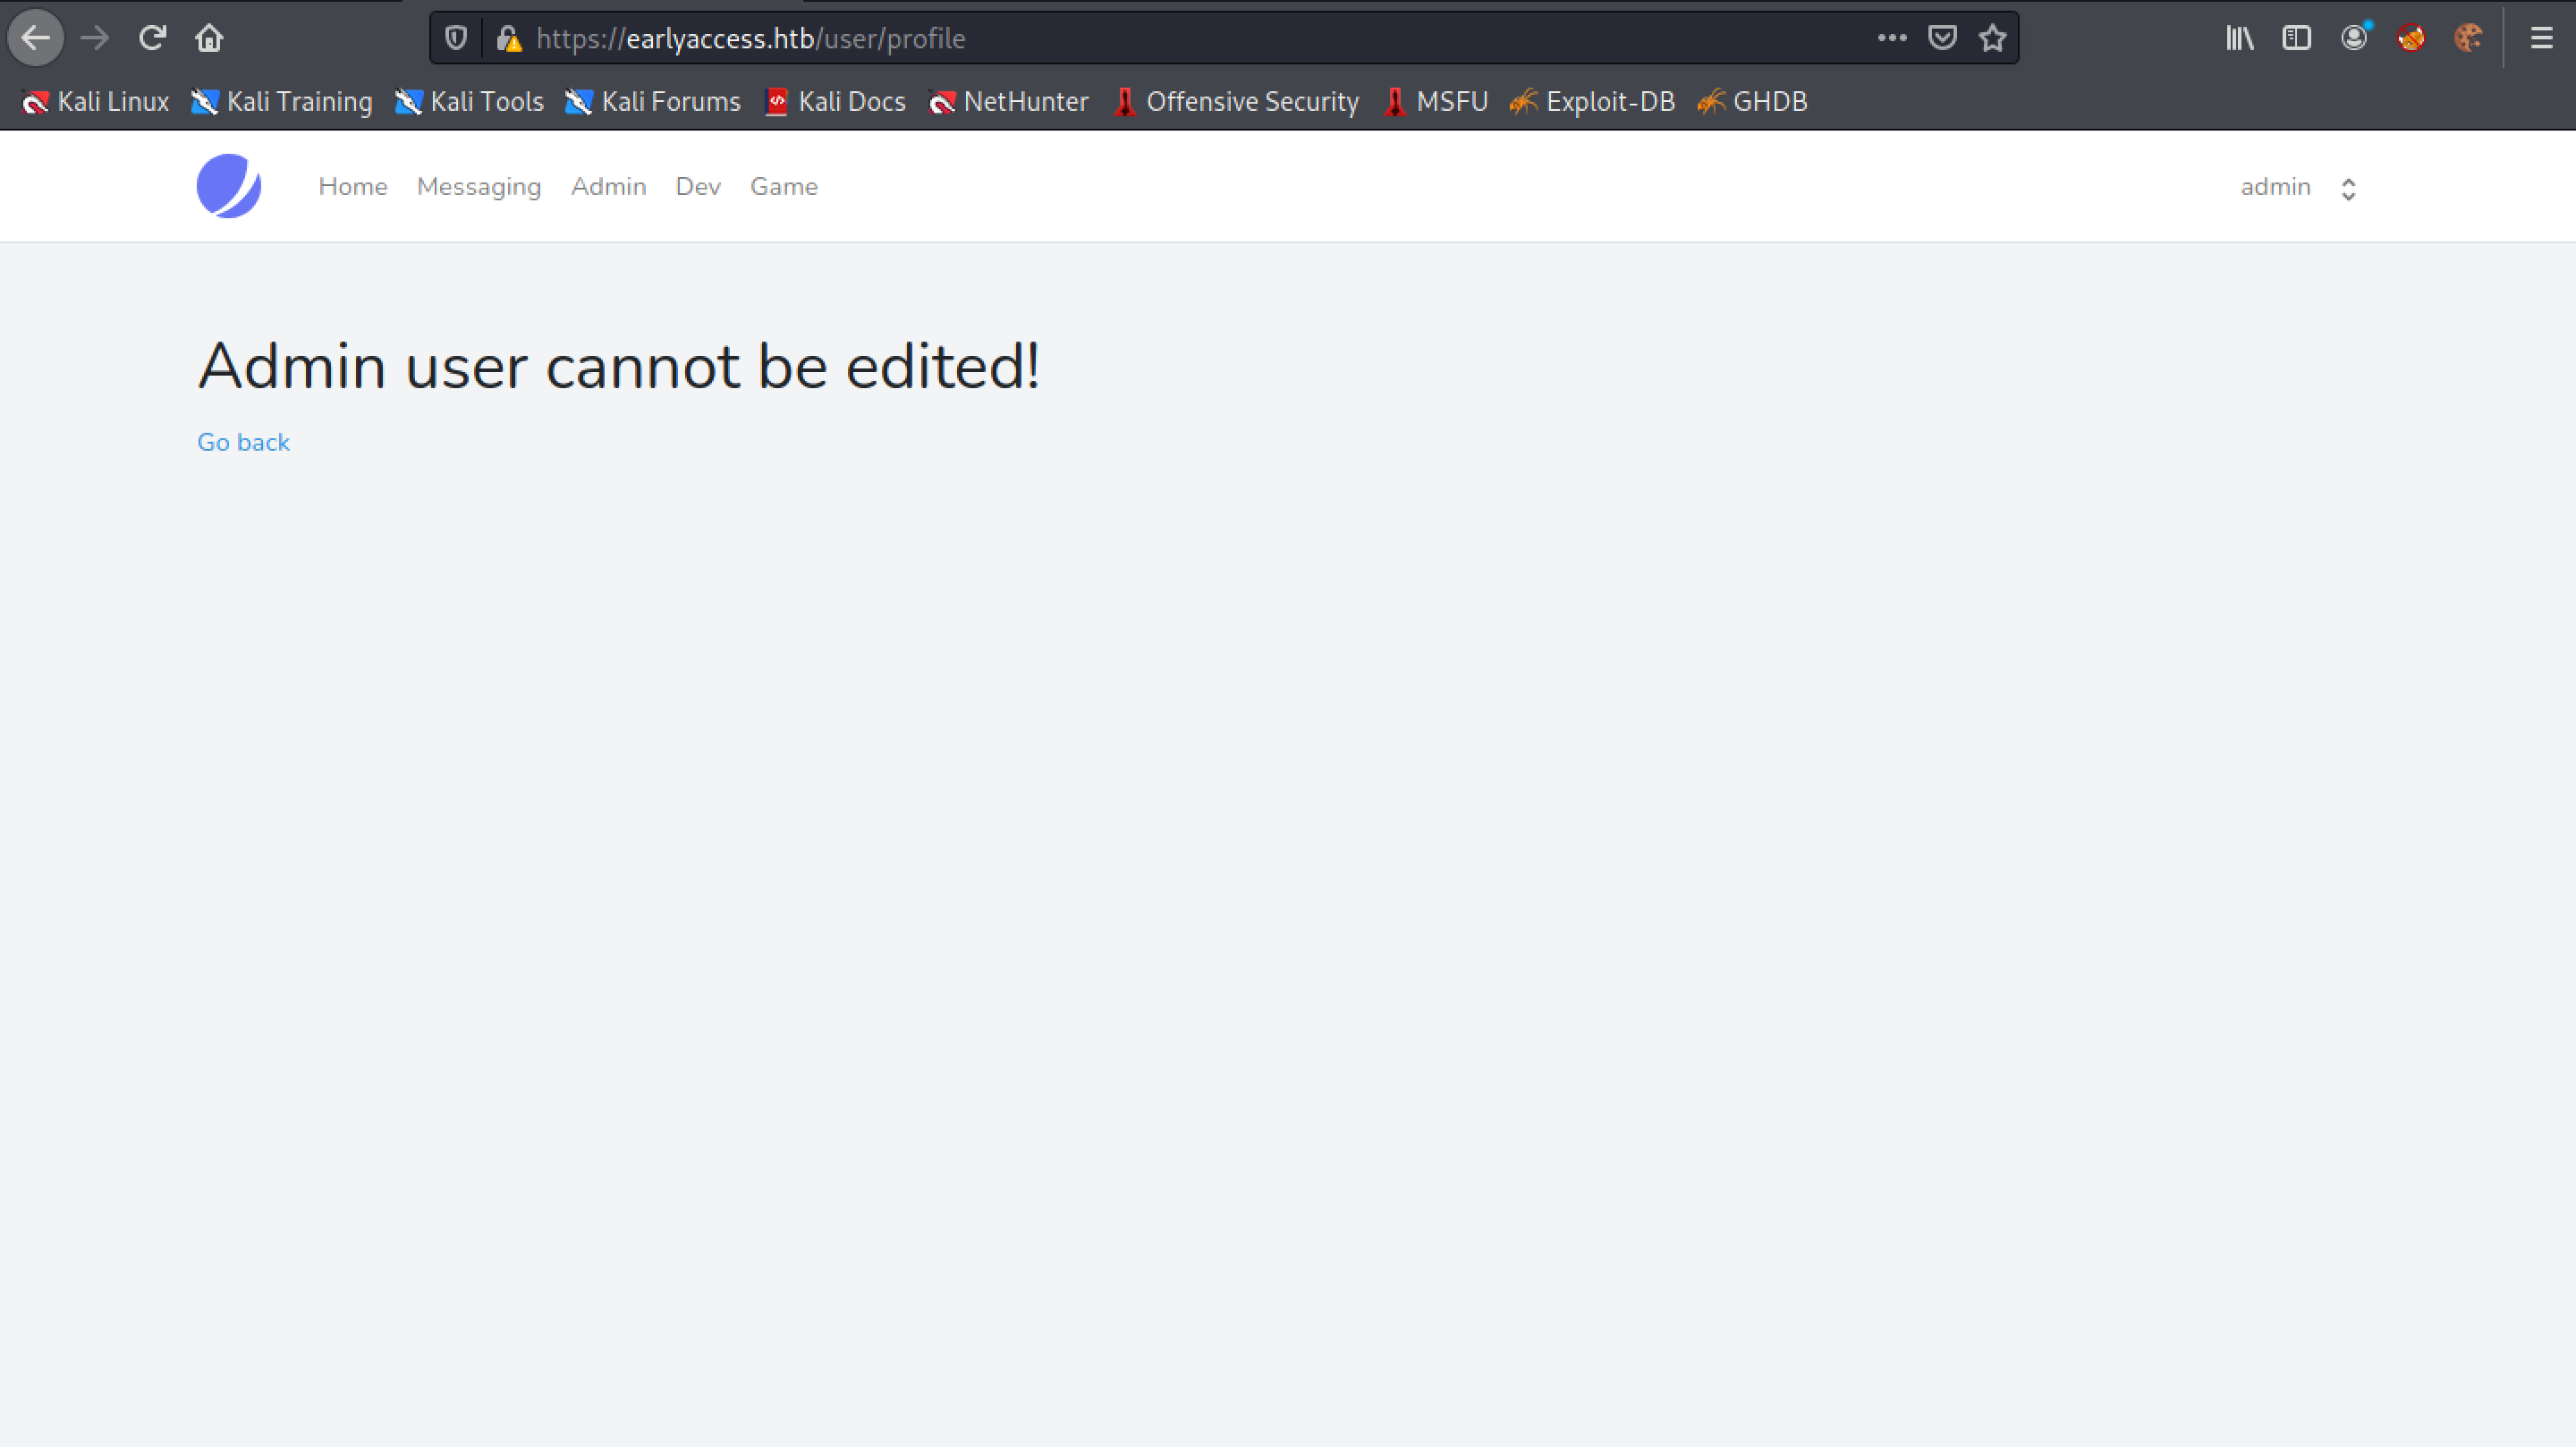 https://earlyaccess.htb/user/profile
Kali Linux Kali Training Kali Tools Kali Forums Kali Docs NetHunter Offensive Security MSFU Exploit-DB GHDB
Home Messaging Admin Dev Game admin
Admin user cannot be edited!
Go back